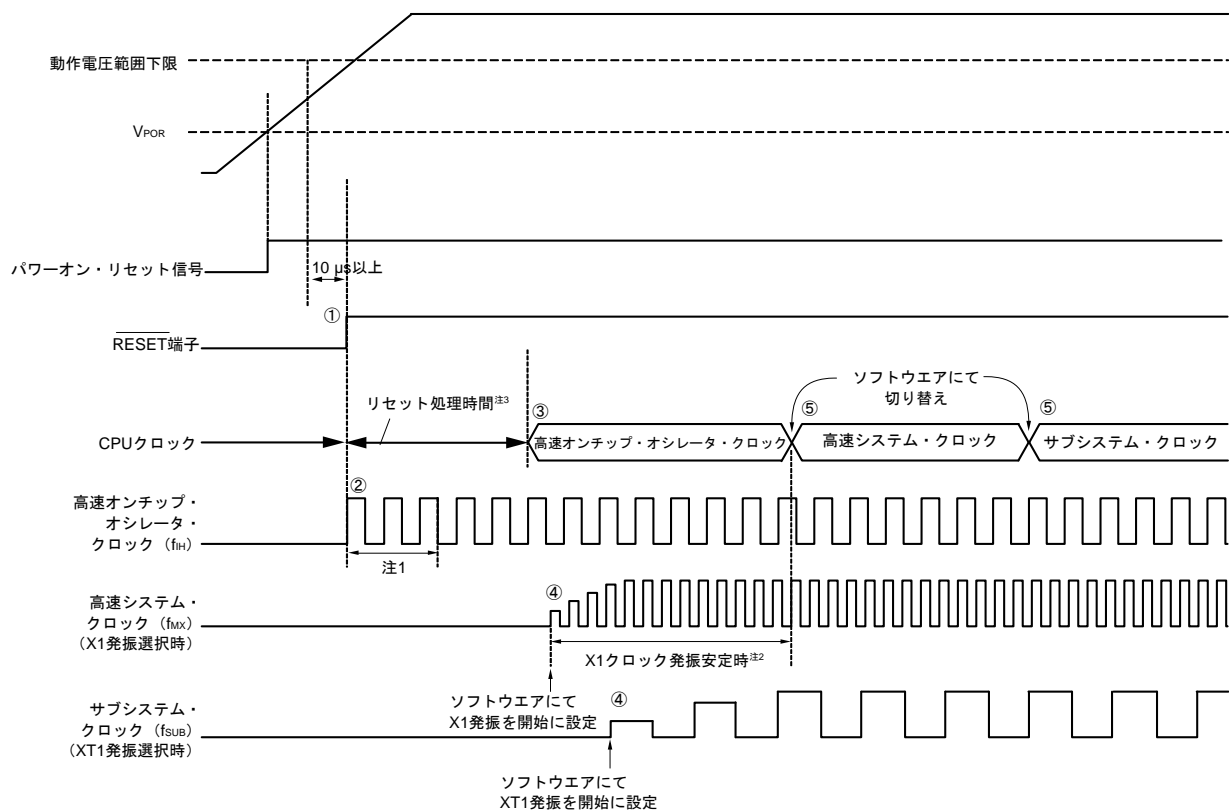 動作電圧範囲下限
VPOR
パワーオン・リセット信号
10 μs以上
①
RESET端子
ソフトウエアにて
切り替え
リセット処理時間注3
③
⑤
⑤
CPUクロック
高速オンチップ・オシレータ・クロック
高速システム・クロック
サブシステム・クロック
②
高速オンチップ・
オシレータ・
クロック(fIH)
注1
④
高速システム・
クロック(fMX)
(X1発振選択時)
X1クロック発振安定時注2
ソフトウエアにて
X1発振を開始に設定
④
サブシステム・
クロック(fSUB)
(XT1発振選択時)
ソフトウエアにて
XT1発振を開始に設定